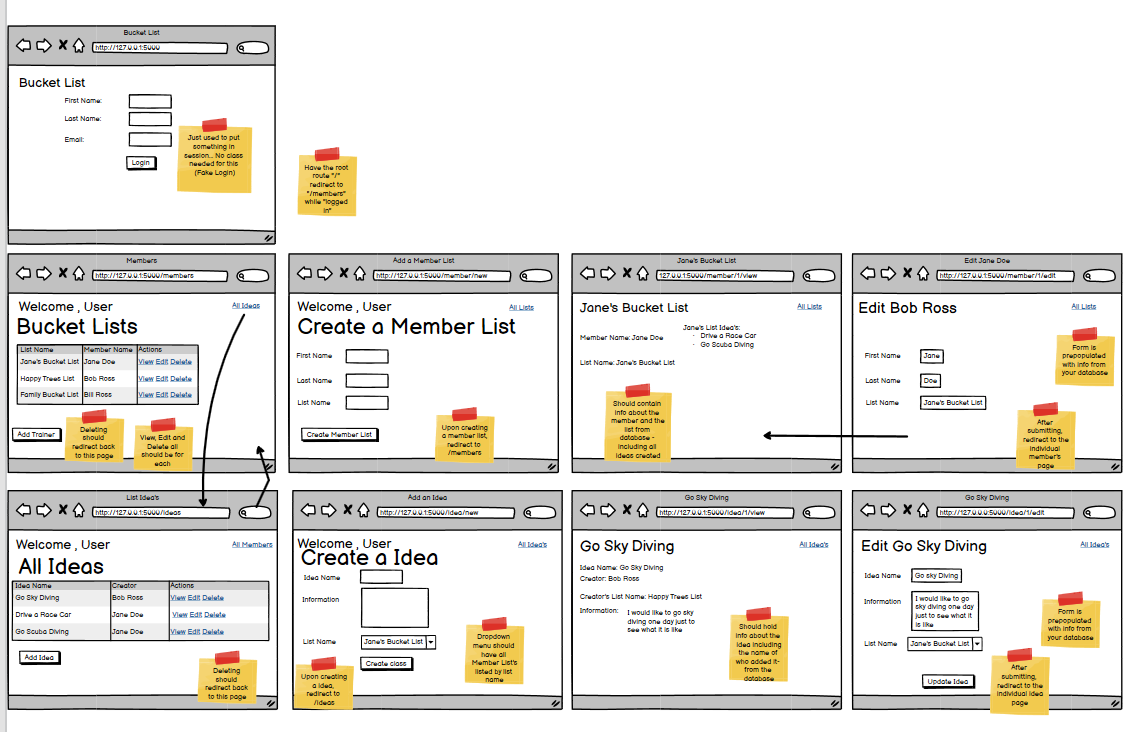 Bucket List
http://127.0.0.1:5000
Bucket List
First Name:
Last Name:
Email:
Login
Just used to put
something in
session... No class
needed for this
(Fake Login)
Have the root
route "/"
redirect to
"/members"
while "logged
in"
Members
http://127.0.0.1:5000/members
Welcome , User
All Ideas
Bucket Lists
List Name Member Name Actions
Jane's Bucket List Jane Doe View Edit Delete
Happy Trees List Bob Ross View Edit Delete
Family Bucket List Bill Ross View Edit Delete
Add Trainer
Deleting
should
redirect back
to this page
View, Edit and
Delete all
should be for
each
Add a Member List
http://127.0.0.1:5000/member/new
Welcome , User
All Lists
Create a Member List
First Name
Last Name
List Name
Create Member List
Upon creating
a member list,
redirect to
/members
Jane's Bucket List
http://127.0.0.1:5000/member/1/view
Jane's Bucket List
All Lists
Member Name: Jane Doe
Jane's List Idea's:
· Drive a Race Car
· Go Scuba Diving
List Name: Jane's Bucket List
Should contain
info about the
member and the
list from
database -
including all
ideas created
Edit Jane Doe
http://127.0.0.1:5000/member/1/edit
Edit Bob Ross
All Lists
First Name Jane
Last Name Doe
List Name Jane's Bucket List
Form is
prepopulated
with info from
your database
After
submitting,
redirect to the
individual
member's
page
List Idea's
http://127.0.0.1:5000/ideas
Welcome , User
All Members
All Ideas
Idea Name Creator Actions
Go Sky Diving Bob Ross View Edit Delete
Drive a Race Car Jane Doe View Edit Delete
Go Scuba Diving Jane Doe View Edit Delete
Add Idea
Deleting
should
redirect back
to this page
Add an Idea
http://127.0.0.1:5000/idea/new
Welcome , User
All Idea's
Create a Idea
Idea Name
Information
List Name Jane's Bucket List
Create class
Upon creating
a idea,
redirect to
/ideas
Dropdown
menu should
have all
Member List's
listed by list
name
Go Sky Diving
http://127.0.0.1:5000/idea/1/view
Go Sky Diving
All Idea's
Idea Name: Go Sky Diving
Creator: Bob Ross
Creator's List Name: Happy Trees List
Information: I would like to go sky
diving one day just to
see what it is like
Should hold
info about the
idea including
the name of
who added it-
from the
database
Go Sky Diving
http://127.0.0.1:5000/idea/1/edit
Edit Go Sky Diving
All Idea's
Idea Name Go sky Diving
Information I would like to go
sky diving one day
just to see what it
is like
List Name Jane's Bucket List
Update Idea
Form is
prepopulated
with info from
your database
After
submitting,
redirect to the
individual idea
page